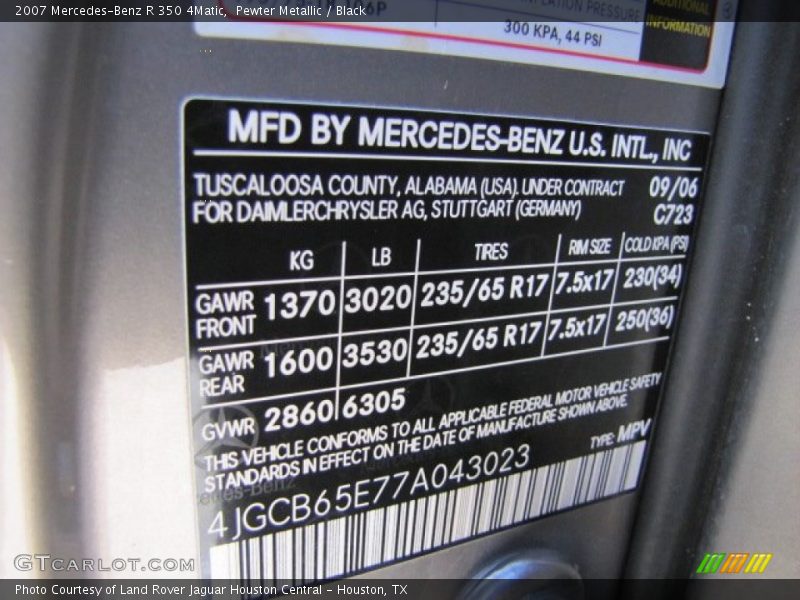 2007 Mercedes-Benz R 350 4Matic,  Pewter Metallic / Black
INFLATION PRESSURE
300 KPA, 44 PSI
ADDITIONAL
INFORMATION
MFD BY MERCEDES-BENZ U.S. INTL., INC
TUSCALOOSA COUNTY, ALABAMA (USA). UNDER CONTRACT 09/06
FOR DAIMLERCHRYSLER AG, STUTTGART (GERMANY) C723
KG LB TIRES RIM SIZE COLD KPA (PSI)
GAWR FRONT 1370 3020 235/65 R17 7.5x17 230(34)
GAWR REAR 1600 3530 235/65 R17 7.5x17 250(36)
GVWR 2860 6305
THIS VEHICLE CONFORMS TO ALL APPLICABLE FEDERAL MOTOR VEHICLE SAFETY
STANDARDS IN EFFECT ON THE DATE OF MANUFACTURE SHOWN ABOVE.
TYPE: MPV
4JGCB65E77A043023
GTCARLOT.COM
Photo Courtesy of Land Rover Jaguar Houston Central - Houston, TX